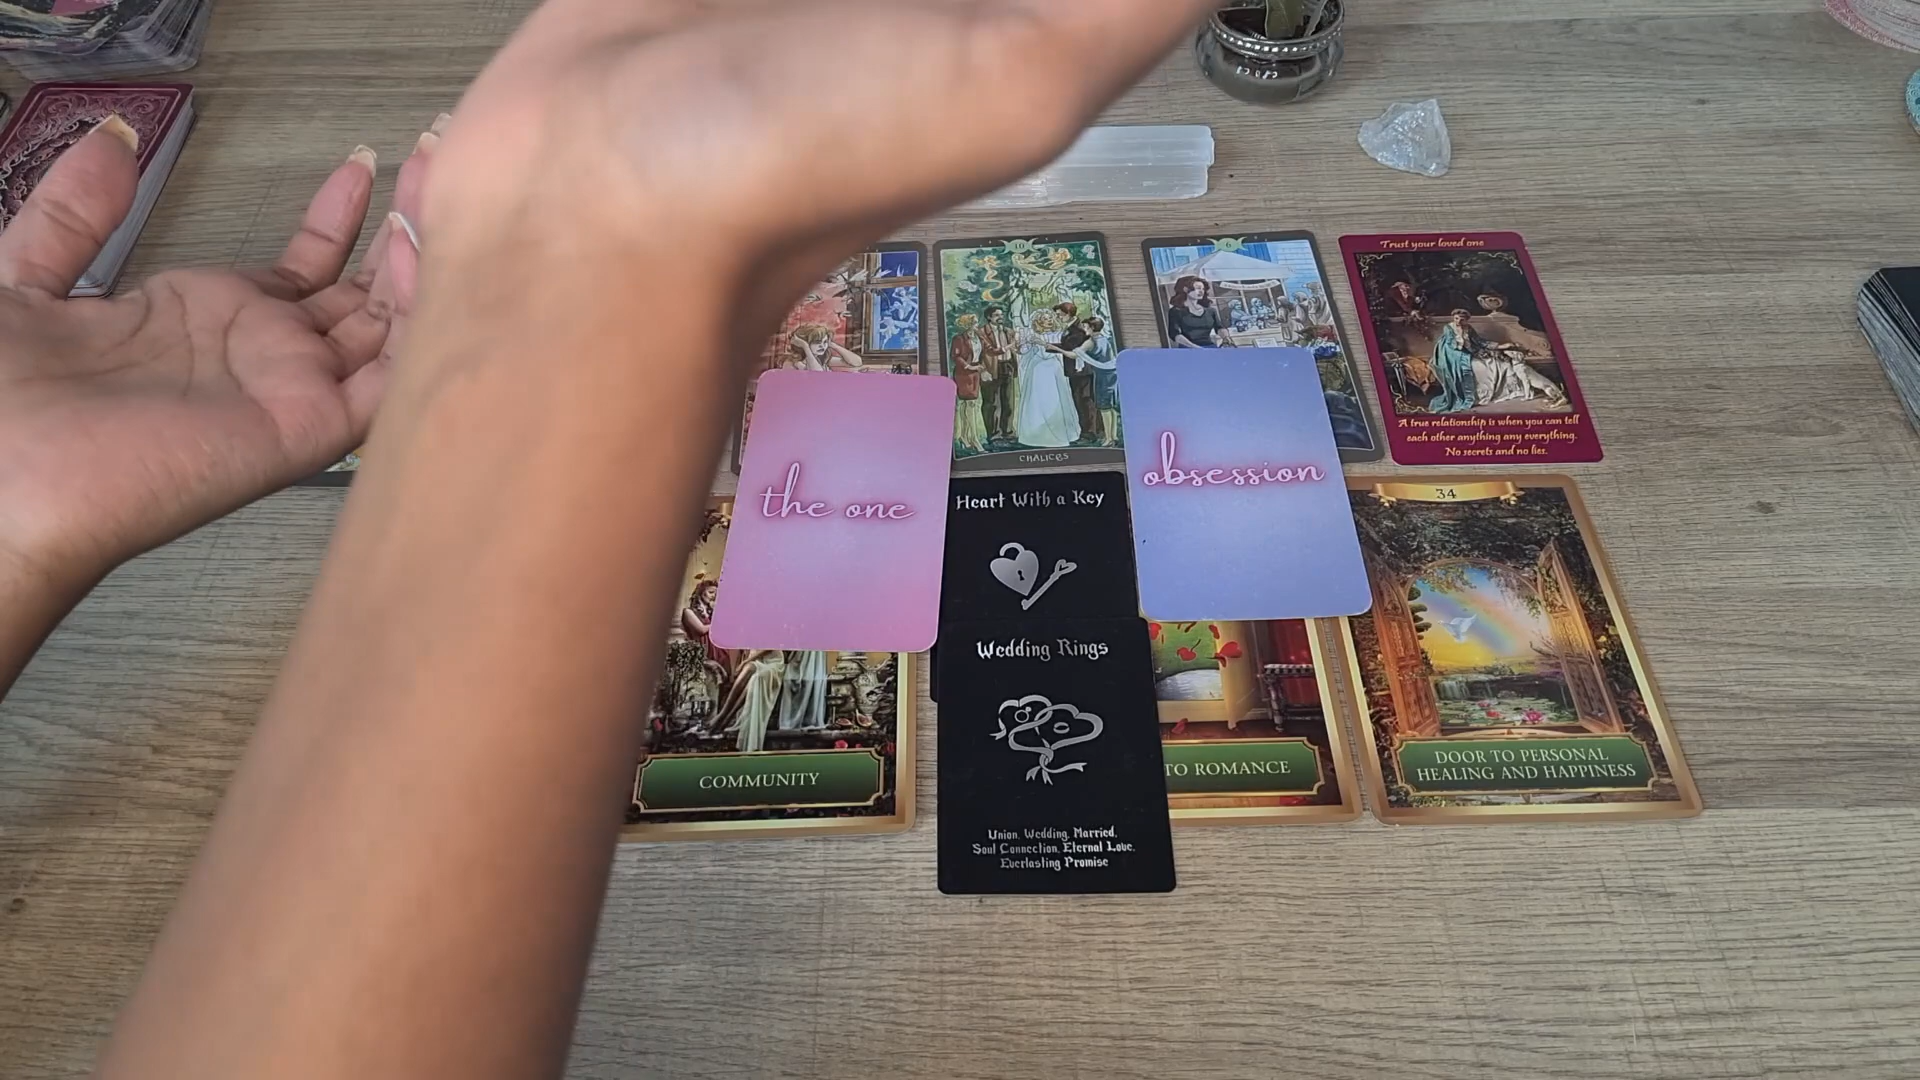 10
6
Trust your loved one
A true relationship is when you can tell
each other anything any everything.
No secrets and no lies.
CHALICES
the one
Heart With a Key
obsession
34
Wedding Rings
COMMUNITY
TO ROMANCE
DOOR TO PERSONAL
HEALING AND HAPPINESS
Union, Wedding, Married,
Soul Connection, Eternal Love,
Everlasting Promise